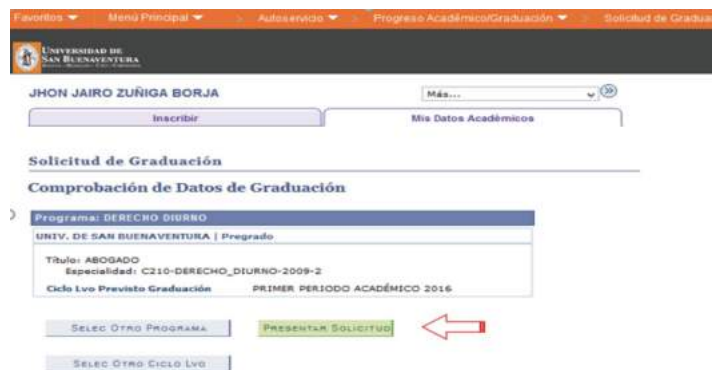 Favoritos Menú Principal > Autoservicio > Progreso Académico/Graduación > Solicitud de Gradua
UNIVERSIDAD DE
SAN BUENAVENTURA
JHON JAIRO ZUÑIGA BORJA
Más...
Inscribir Mis Datos Académicos
Solicitud de Graduación
Comprobación de Datos de Graduación
Programa: DERECHO DIURNO
UNIV. DE SAN BUENAVENTURA | Pregrado
Título: ABOGADO
Especialidad: C210-DERECHO_DIURNO-2009-2
Ciclo Lvo Previsto Graduación PRIMER PERIODO ACADÉMICO 2016
SELEC OTRO PROGRAMA PRESENTAR SOLICITUD
SELEC OTRO CICLO LVO